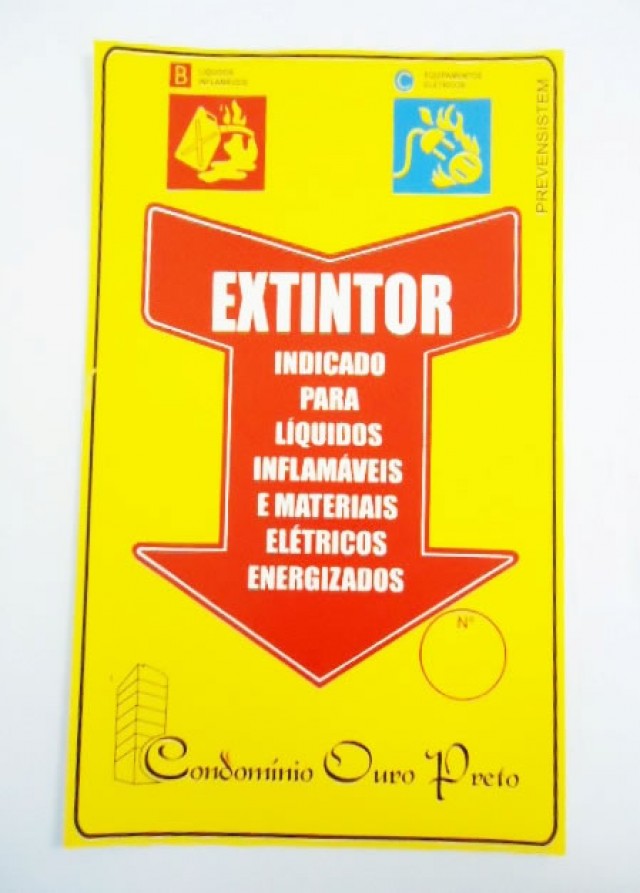 B LÍQUIDOS
INFLAMÁVEIS
C EQUIPAMENTOS
ELÉTRICOS
PREVENSISTEM
EXTINTOR
INDICADO
PARA
LÍQUIDOS
INFLAMÁVEIS
E MATERIAIS
ELÉTRICOS
ENERGIZADOS
Nº
Condomínio Ouro Preto